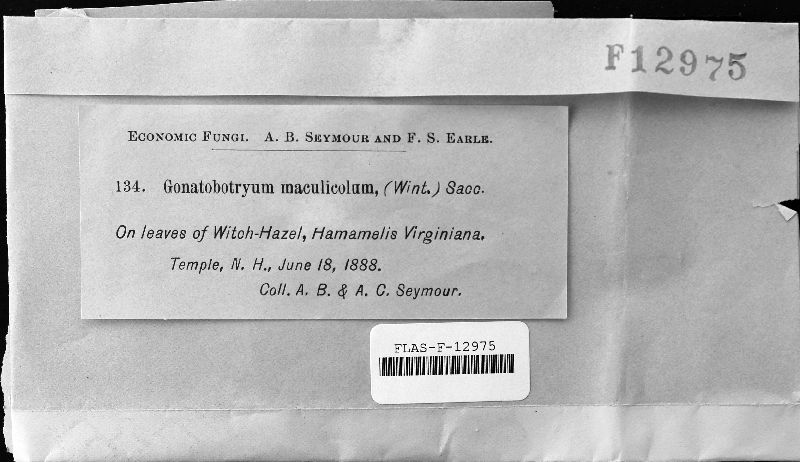 F12975
Economic Fungi. A. B. Seymour and F. S. Earle.
134. Gonatobotryum maculicolum, (Wint.) Sacc.
On leaves of Witch-Hazel, Hamamelis Virginiana,
Temple, N. H., June 18, 1888.
Coll. A. B. & A. C. Seymour.
FLAS-F-12975